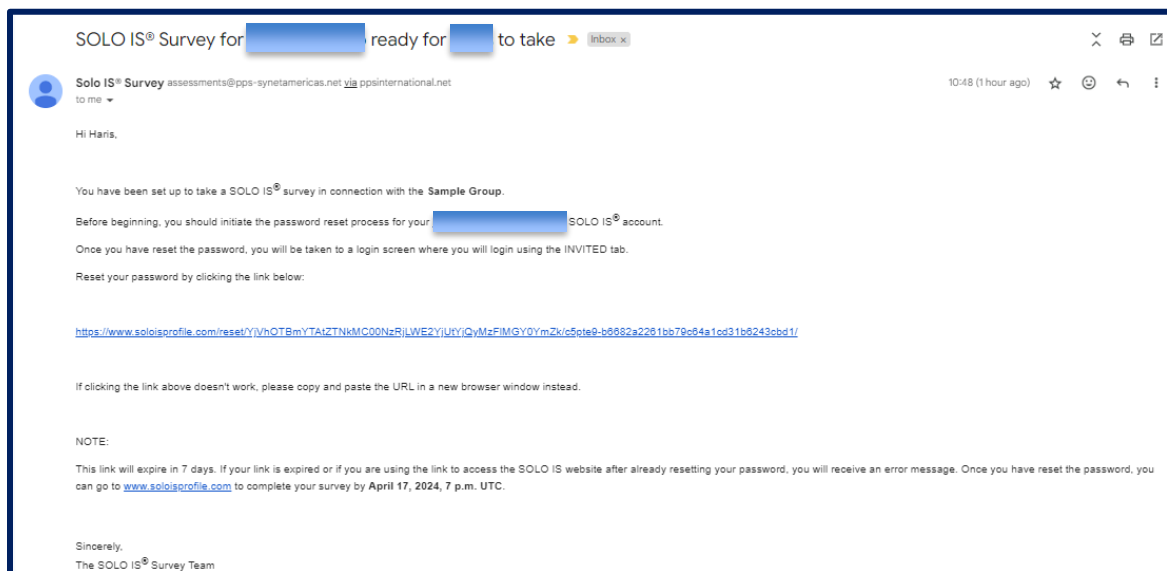 SOLO IS® Survey for ready for to take Inbox x
Solo IS® Survey assessments@pps-synetamericas.net via ppsinternational.net 10:48 (1 hour ago)
to me
Hi Haris,
You have been set up to take a SOLO IS® survey in connection with the Sample Group.
Before beginning, you should initiate the password reset process for your SOLO IS® account.
Once you have reset the password, you will be taken to a login screen where you will login using the INVITED tab.
Reset your password by clicking the link below:
https://www.soloisprofile.com/reset/YjVhOTBmYTAtZTNkMC00NzRjLWE2YjUtYjQyMzFlMGY0YmZk/c5pte9-b6682a2261bb79c64a1cd31b6243cbd1/
If clicking the link above doesn't work, please copy and paste the URL in a new browser window instead.
NOTE:
This link will expire in 7 days. If your link is expired or if you are using the link to access the SOLO IS website after already resetting your password, you will receive an error message. Once you have reset the password, you
can go to www.soloisprofile.com to complete your survey by April 17, 2024, 7 p.m. UTC.
Sincerely,
The SOLO IS® Survey Team